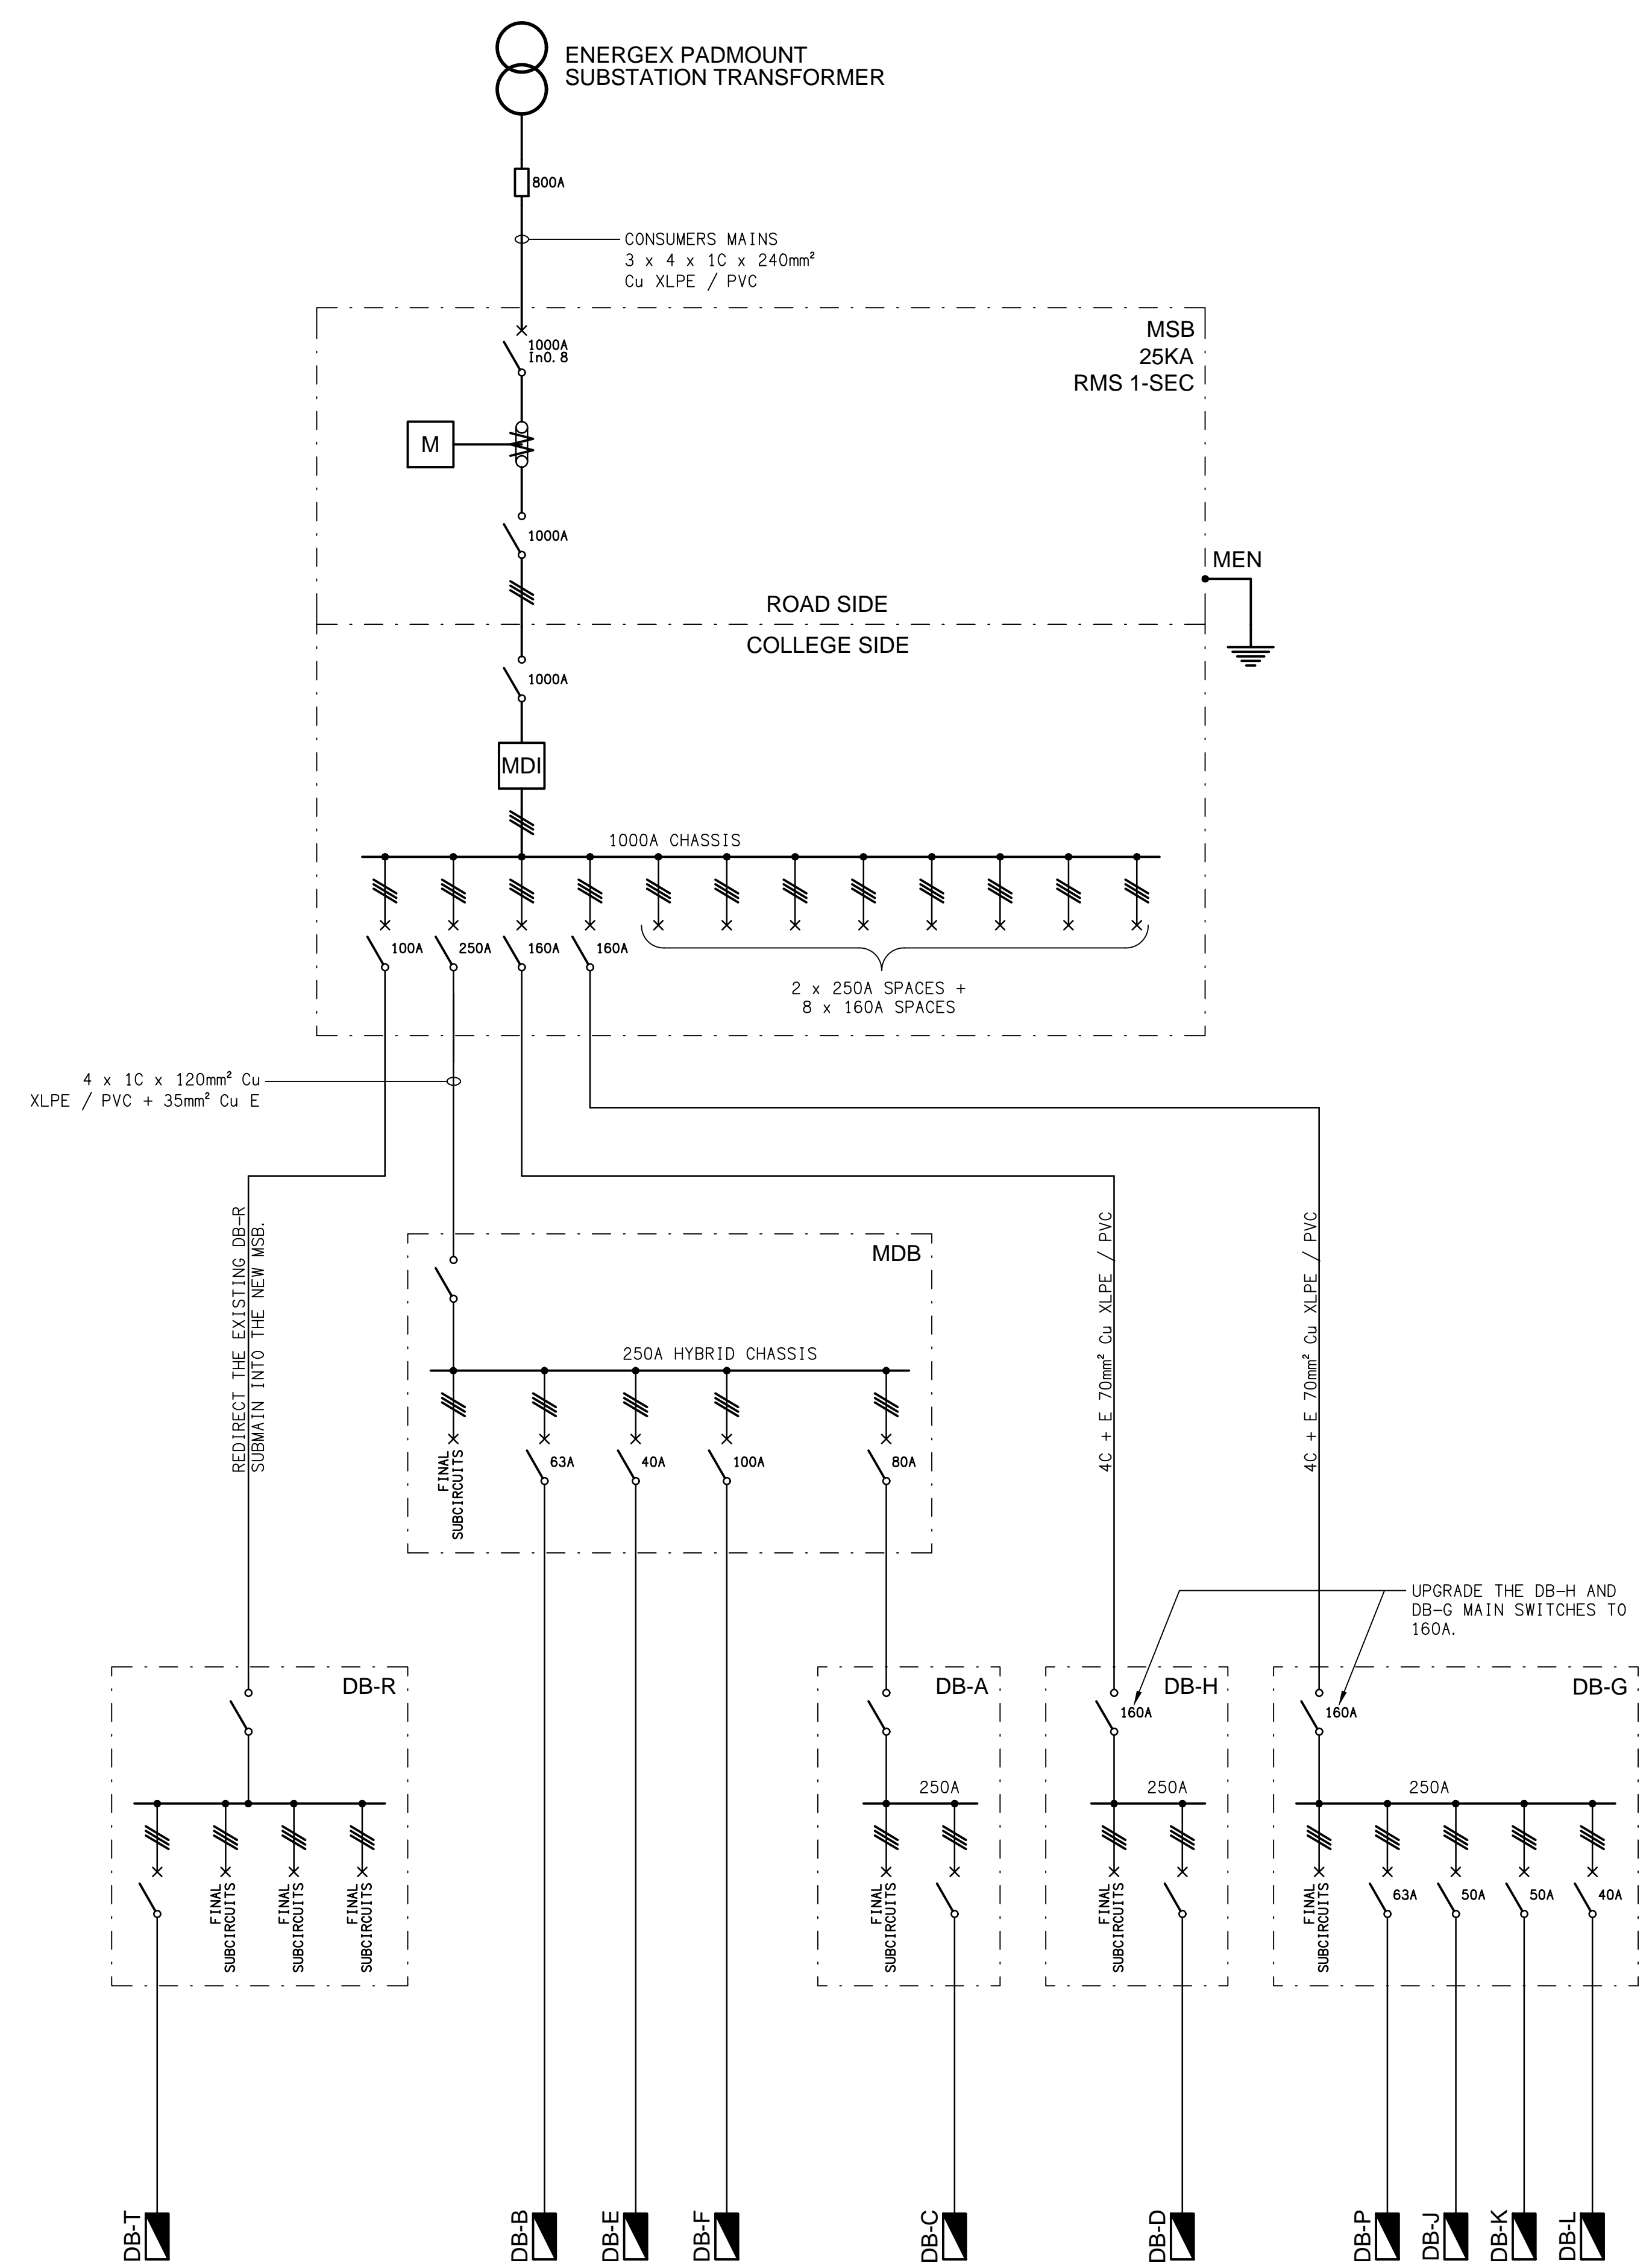 ENERGEX PADMOUNT
SUBSTATION TRANSFORMER
800A
CONSUMERS MAINS
3 x 4 x 1C x 240mm²
Cu XLPE / PVC
MSB
25KA
RMS 1-SEC
1000A
In0.8
M
1000A
MEN
ROAD SIDE
COLLEGE SIDE
1000A
MDI
1000A CHASSIS
100A
250A
160A
160A
2 x 250A SPACES +
8 x 160A SPACES
4 x 1C x 120mm² Cu
XLPE / PVC + 35mm² Cu E
REDIRECT THE EXISTING DB-R
SUBMAIN INTO THE NEW MSB.
MDB
250A HYBRID CHASSIS
FINAL
SUBCIRCUITS
63A
40A
100A
80A
4C + E 70mm² Cu XLPE / PVC
4C + E 70mm² Cu XLPE / PVC
UPGRADE THE DB-H AND
DB-G MAIN SWITCHES TO
160A.
DB-R
FINAL
SUBCIRCUITS
FINAL
SUBCIRCUITS
FINAL
SUBCIRCUITS
DB-A
250A
FINAL
SUBCIRCUITS
DB-H
160A
250A
FINAL
SUBCIRCUITS
DB-G
160A
250A
FINAL
SUBCIRCUITS
63A
50A
50A
40A
DB-T
DB-B
DB-E
DB-F
DB-C
DB-D
DB-P
DB-J
DB-K
DB-L